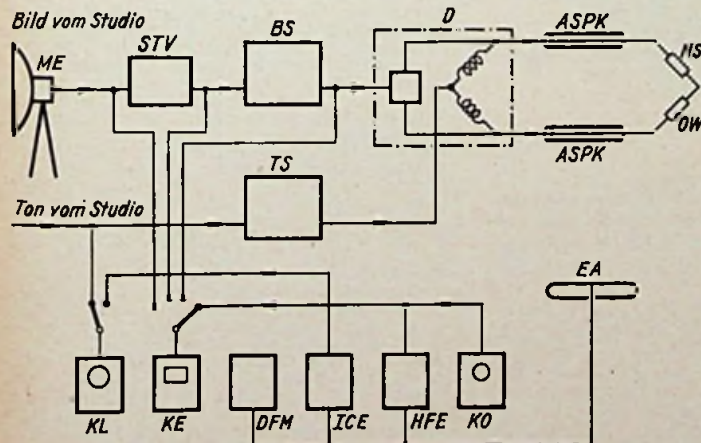 Bild vom Studio
ME
STV
BS
D
ASPK
MS
OW
ASPK
TS
Ton vom Studio
EA
KL
KE
DFM
ICE
HFE
KO